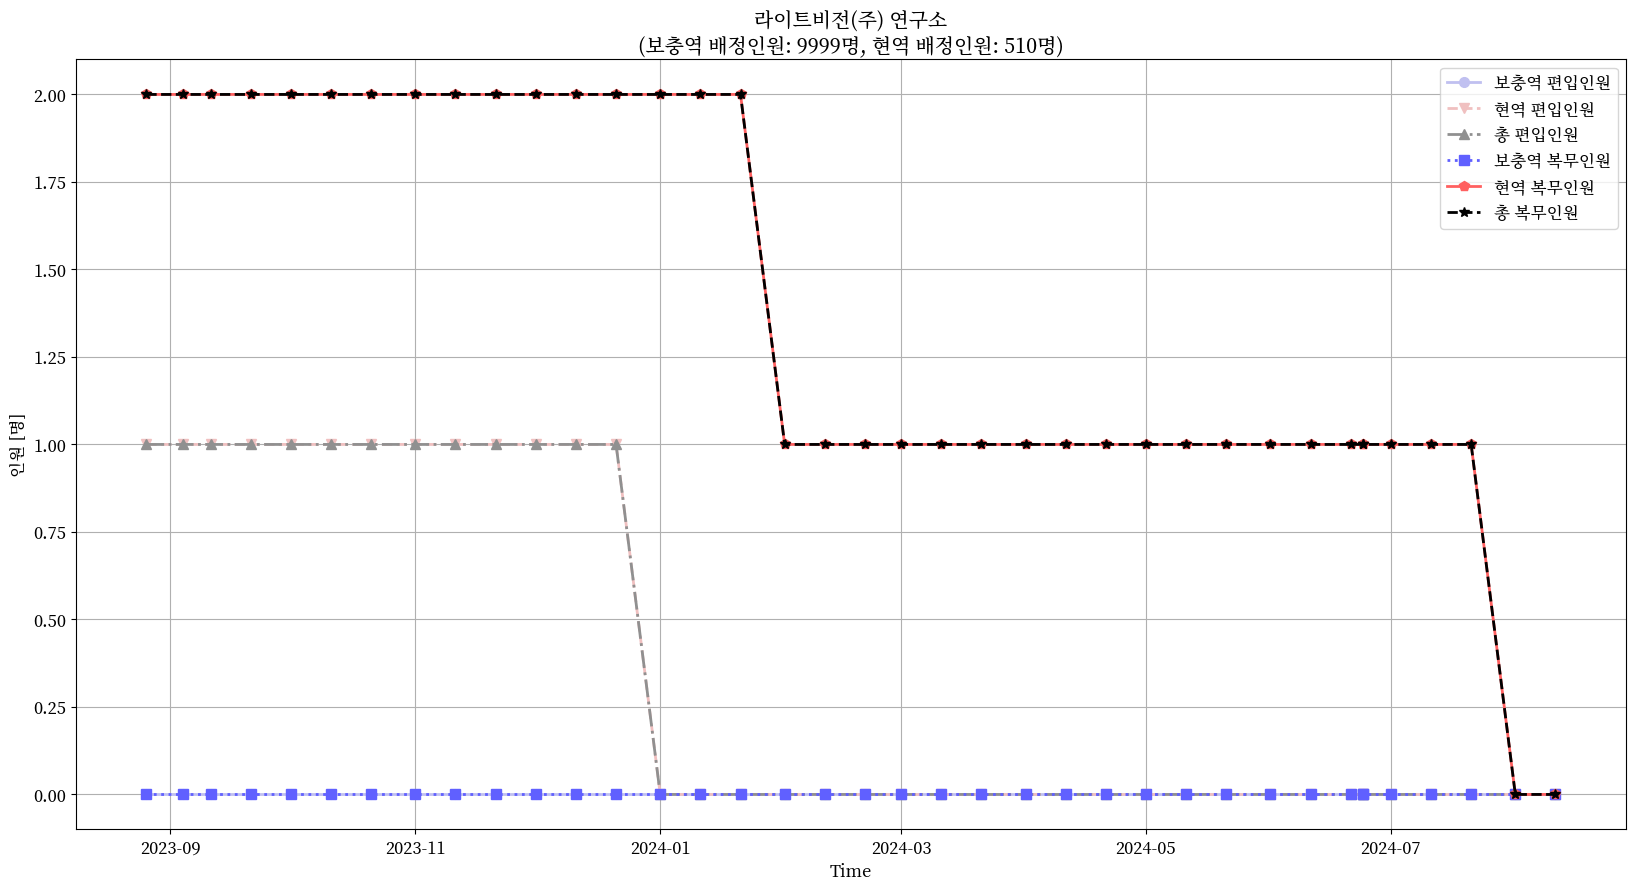 라이트비전(주) 연구소
(보충역 배정인원: 9999명, 현역 배정인원: 510명)
보충역 편입인원
현역 편입인원
총 편입인원
보충역 복무인원
현역 복무인원
총 복무인원
인원 [명]
2.00
1.75
1.50
1.25
1.00
0.75
0.50
0.25
0.00
2023-09
2023-11
2024-01
2024-03
2024-05
2024-07
Time